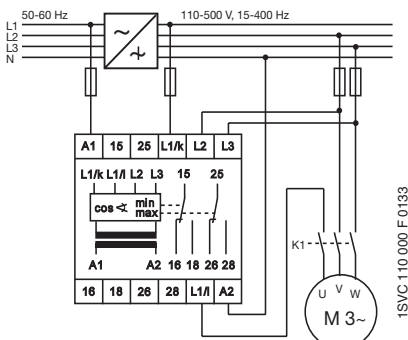 50-60 Hz 110-500 V, 15-400 Hz
L1
L2
L3
N
~
~
A1 15 25 L1/k L2 L3
L1/k L1/l L2 L3 15 25
cos ∢ min
max
A1 A2 16 18 26 28
16 18 26 28 L1/l A2
K1
U V W
M 3~
1SVC 110 000 F 0133